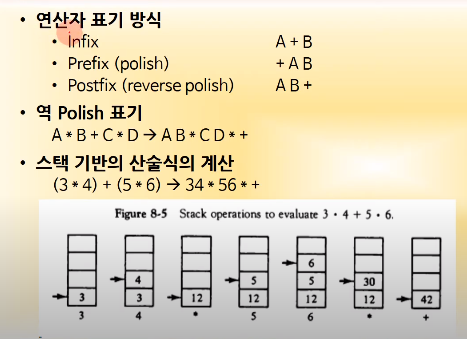 • 연산자 표기 방식
• Infix A + B
• Prefix (polish) + A B
• Postfix (reverse polish) A B +
• 역 Polish 표기
A * B + C * D → A B * C D * +
• 스택 기반의 산술식의 계산
(3 * 4) + (5 * 6) → 34 * 56 * +
Figure 8-5 Stack operations to evaluate 3 • 4 + 5 • 6.
6
4 5 5 30
3 3 12 12 12 12 42
3 4 • 5 6 • +